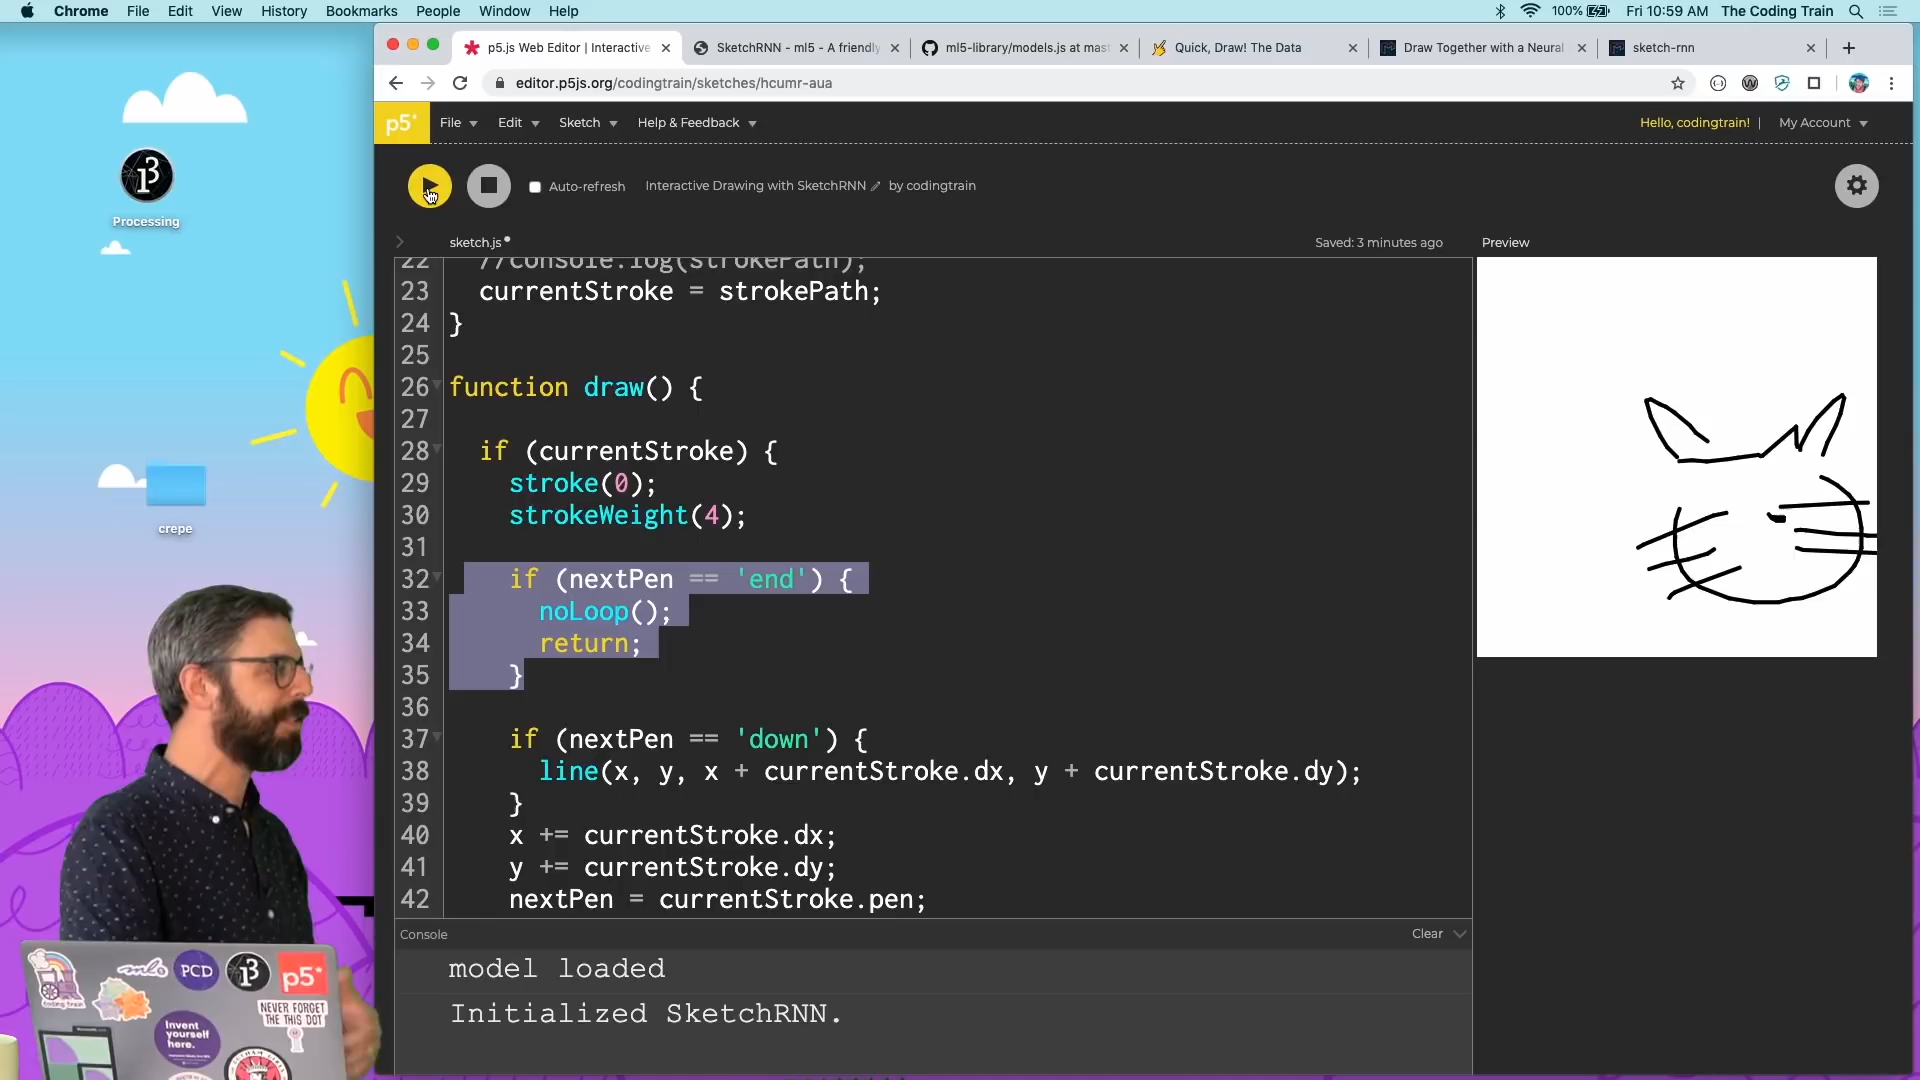 Chrome File Edit View History Bookmarks People Window Help
100% Fri 10:59 AM The Coding Train
p5.js Web Editor | Interactive
SketchRNN - ml5 - A friendly
ml5-library/models.js at mast
Quick, Draw! The Data
Draw Together with a Neural
sketch-rnn
editor.p5js.org/codingtrain/sketches/hcumr-aua
p5* File Edit Sketch Help & Feedback
Hello, codingtrain! | My Account
Auto-refresh Interactive Drawing with SketchRNN by codingtrain
sketch.js
Saved: 3 minutes ago
Preview
22 //console.log(strokePath);
23 currentStroke = strokePath;
24 }
25
26 function draw() {
27
28 if (currentStroke) {
29 stroke(0);
30 strokeWeight(4);
31
32 if (nextPen == 'end') {
33 noLoop();
34 return;
35 }
36
37 if (nextPen == 'down') {
38 line(x, y, x + currentStroke.dx, y + currentStroke.dy);
39 }
40 x += currentStroke.dx;
41 y += currentStroke.dy;
42 nextPen = currentStroke.pen;
Console
Clear
model loaded
Initialized SketchRNN.
Processing
crepe
PCD
p5*
NEVER FORGET
THE THIS DOT
Invent
yourself
here.